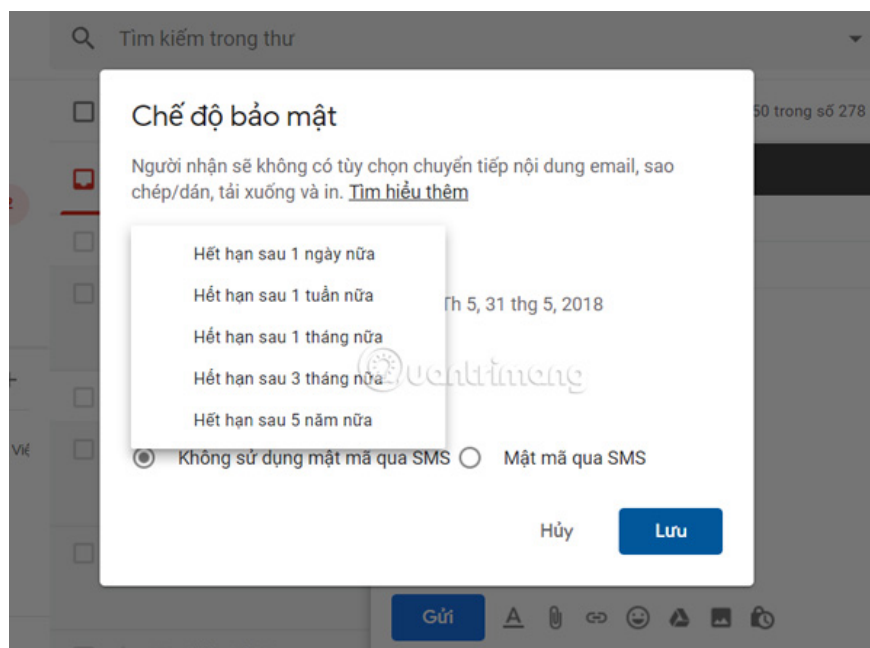 Tìm kiếm trong thư
50 trong số 278
Chế độ bảo mật
Người nhận sẽ không có tùy chọn chuyển tiếp nội dung email, sao
chép/dán, tải xuống và in. Tìm hiểu thêm
2
Hết hạn sau 1 ngày nữa
Hết hạn sau 1 tuần nữa
Th 5, 31 thg 5, 2018
Hết hạn sau 1 tháng nữa
Hết hạn sau 3 tháng nữa
Quantrimang
Hết hạn sau 5 năm nữa
Việ
Không sử dụng mật mã qua SMS Mật mã qua SMS
Hủy Lưu
Gửi